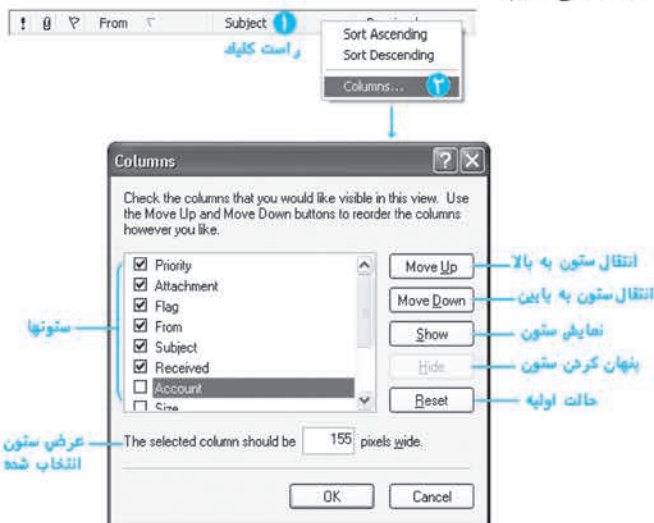 ! From Subject ۱
راست کلیک
Sort Ascending
Sort Descending
Columns... ۲
Columns
Check the columns that you would like visible in this view. Use
the Move Up and Move Down buttons to reorder the columns
however you like.
Priority
Attachment
Flag
From
Subject
Received
Account
Size
ستونها
Move Up
انتقال ستون به بالا
Move Down
انتقال ستون به پایین
Show
نمایش ستون
Hide
پنهان کردن ستون
Reset
حالت اولیه
The selected column should be 155 pixels wide.
عرض ستون
انتخاب شده
OK Cancel